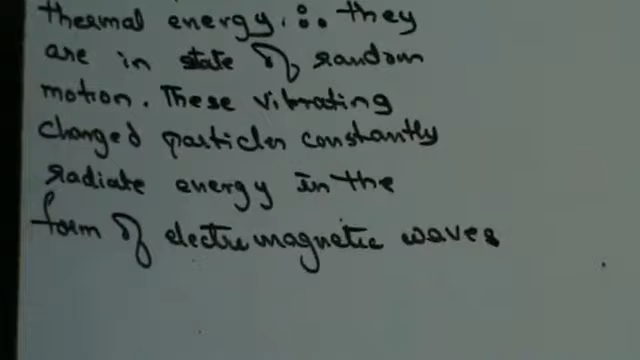 thermal energy. ∴ they
are in state of random
motion. These vibrating
charged particles constantly
radiate energy in the
form of electromagnetic waves